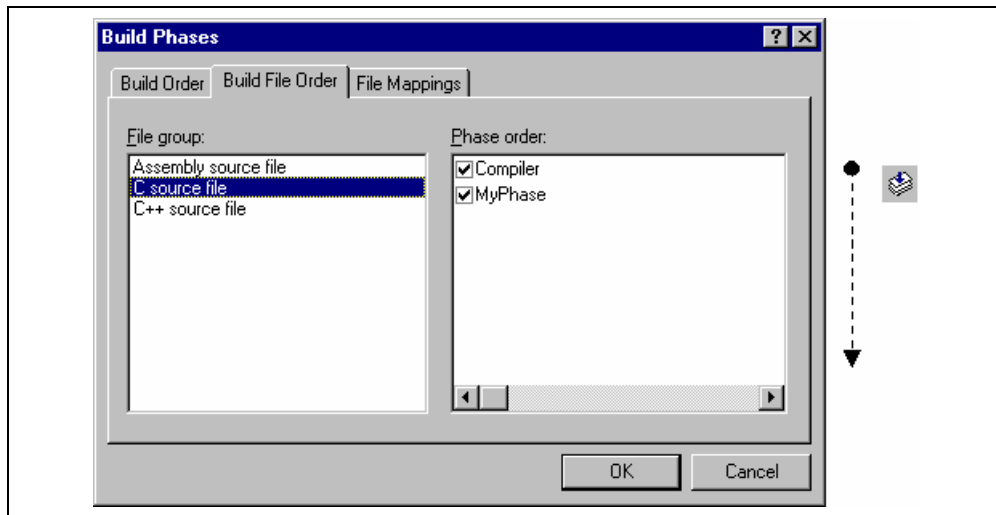 Build Phases
Build Order
Build File Order
File Mappings
File group:
Phase order:
Assembly source file
C source file
C++ source file
Compiler
MyPhase
OK
Cancel